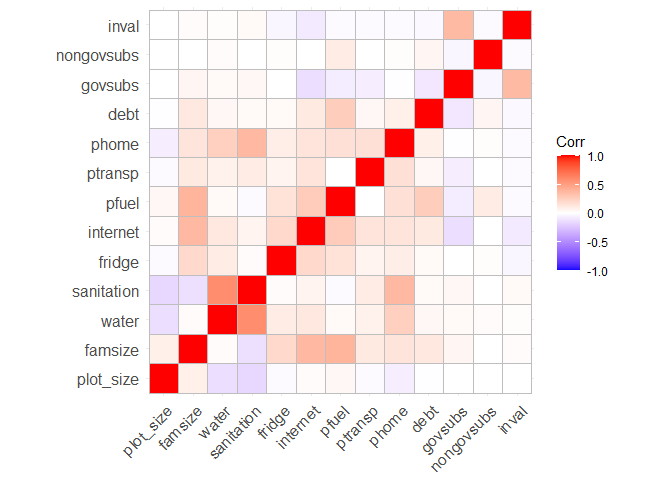 inval
nongovsubs
govsubs
debt
phome
ptransp
pfuel
internet
fridge
sanitation
water
famsize
plot_size
plot_size
famsize
water
sanitation
fridge
internet
pfuel
ptransp
phome
debt
govsubs
nongovsubs
inval
Corr
1.0
0.5
0.0
-0.5
-1.0